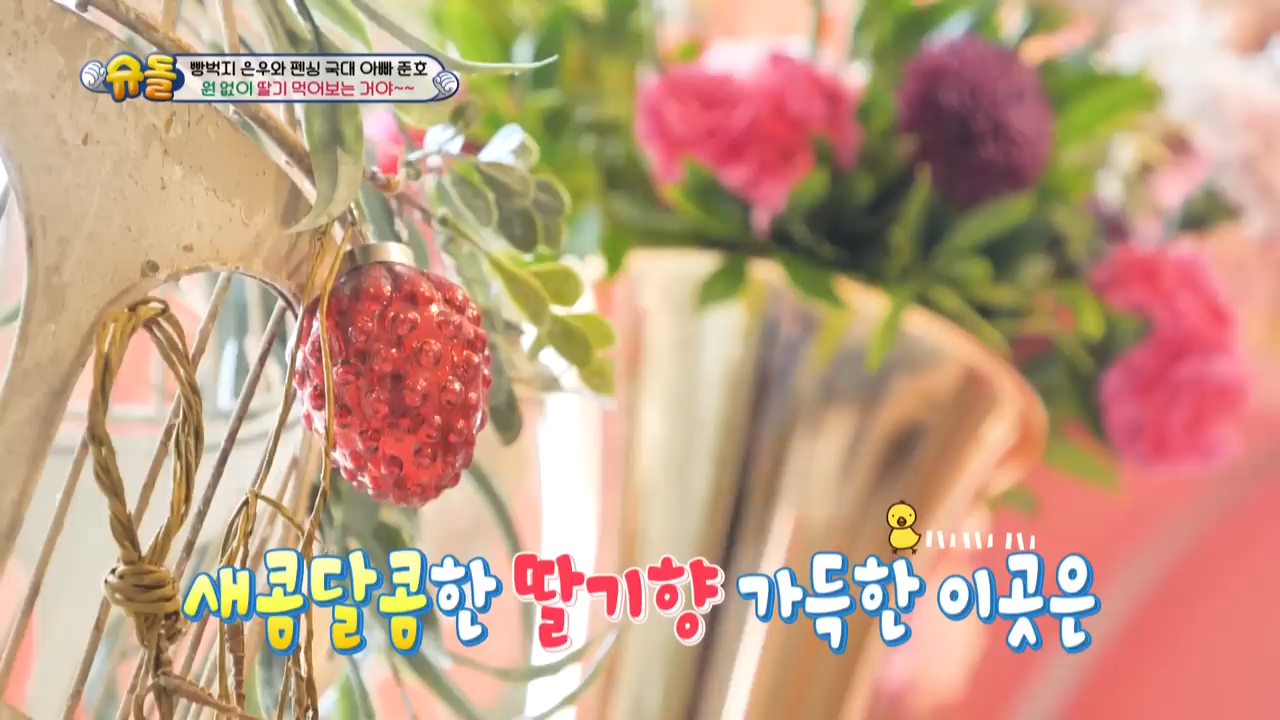 슈돌
빵벅지 은우와 펜싱 국대 아빠 준호
원 없이 딸기 먹어보는 거야~~
새콤달콤한 딸기향 가득한 이곳은